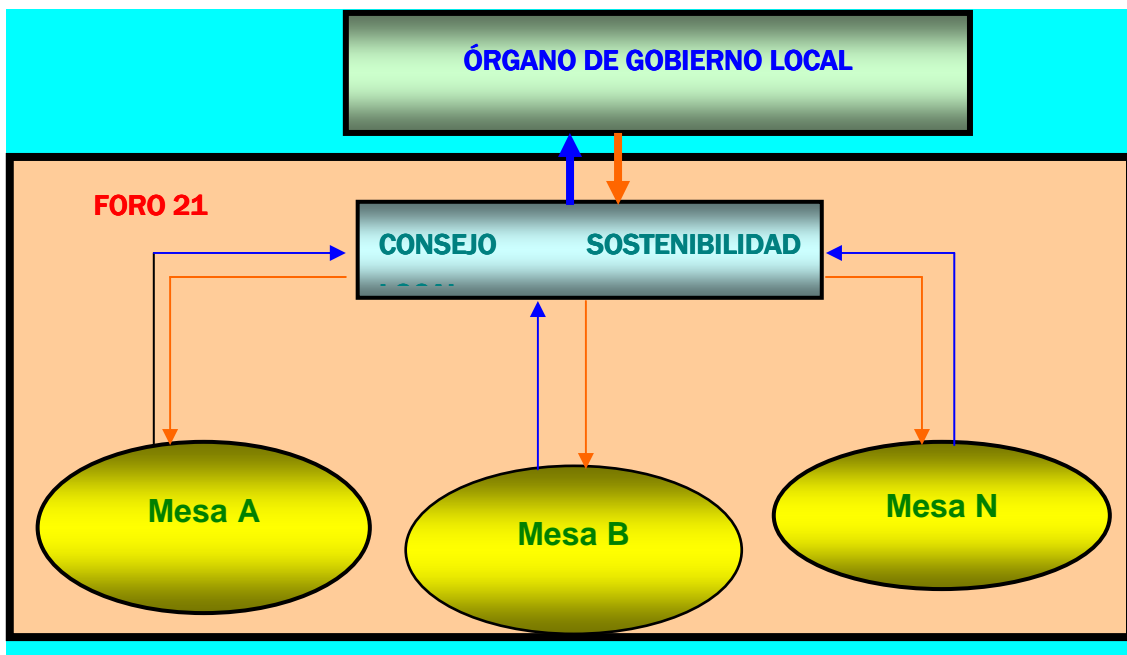 ÓRGANO DE GOBIERNO LOCAL
FORO 21
CONSEJO SOSTENIBILIDAD
Mesa A
Mesa B
Mesa N